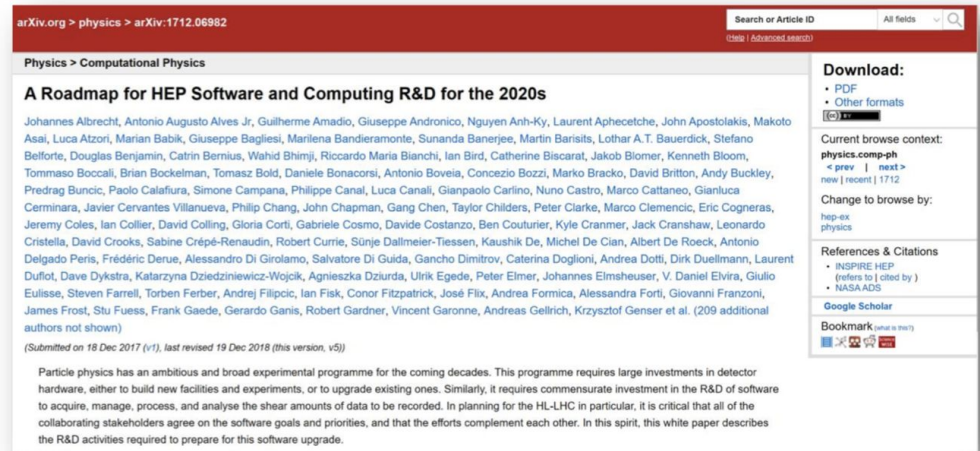 arXiv.org > physics > arXiv:1712.06982
Search or Article ID
All fields
(Help | Advanced search)
Physics > Computational Physics
A Roadmap for HEP Software and Computing R&D for the 2020s
Johannes Albrecht, Antonio Augusto Alves Jr, Guilherme Amadio, Giuseppe Andronico, Nguyen Anh-Ky, Laurent Aphecetche, John Apostolakis, Makoto
Asai, Luca Atzori, Marian Babik, Giuseppe Bagliesi, Marilena Bandieramonte, Sunanda Banerjee, Martin Barisits, Lothar A.T. Bauerdick, Stefano
Belforte, Douglas Benjamin, Catrin Bernius, Wahid Bhimji, Riccardo Maria Bianchi, Ian Bird, Catherine Biscarat, Jakob Blomer, Kenneth Bloom,
Tommaso Boccali, Brian Bockelman, Tomasz Bold, Daniele Bonacorsi, Antonio Boveia, Concezio Bozzi, Marko Bracko, David Britton, Andy Buckley,
Predrag Buncic, Paolo Calafiura, Simone Campana, Philippe Canal, Luca Canali, Gianpaolo Carlino, Nuno Castro, Marco Cattaneo, Gianluca
Cerminara, Javier Cervantes Villanueva, Philip Chang, John Chapman, Gang Chen, Taylor Childers, Peter Clarke, Marco Clemencic, Eric Cogneras,
Jeremy Coles, Ian Collier, David Colling, Gloria Corti, Gabriele Cosmo, Davide Costanzo, Ben Couturier, Kyle Cranmer, Jack Cranshaw, Leonardo
Cristella, David Crooks, Sabine Crépé-Renaudin, Robert Currie, Sünje Dallmeier-Tiessen, Kaushik De, Michel De Cian, Albert De Roeck, Antonio
Delgado Peris, Frédéric Derue, Alessandro Di Girolamo, Salvatore Di Guida, Gancho Dimitrov, Caterina Doglioni, Andrea Dotti, Dirk Duellmann, Laurent
Duflot, Dave Dykstra, Katarzyna Dziedziniewicz-Wojcik, Agnieszka Dziurda, Ulrik Egede, Peter Elmer, Johannes Elmsheuser, V. Daniel Elvira, Giulio
Eulisse, Steven Farrell, Torben Ferber, Andrej Filipcic, Ian Fisk, Conor Fitzpatrick, José Flix, Andrea Formica, Alessandra Forti, Giovanni Franzoni,
James Frost, Stu Fuess, Frank Gaede, Gerardo Ganis, Robert Gardner, Vincent Garonne, Andreas Gellrich, Krzysztof Genser et al. (209 additional
authors not shown)
(Submitted on 18 Dec 2017 (v1), last revised 19 Dec 2018 (this version, v5))
Particle physics has an ambitious and broad experimental programme for the coming decades. This programme requires large investments in detector
hardware, either to build new facilities and experiments, or to upgrade existing ones. Similarly, it requires commensurate investment in the R&D of software
to acquire, manage, process, and analyse the shear amounts of data to be recorded. In planning for the HL-LHC in particular, it is critical that all of the
collaborating stakeholders agree on the software goals and priorities, and that the efforts complement each other. In this spirit, this white paper describes
the R&D activities required to prepare for this software upgrade.
Download:
• PDF
• Other formats
(cc) BY
Current browse context:
physics.comp-ph
< prev | next >
new | recent | 1712
Change to browse by:
hep-ex
physics
References & Citations
• INSPIRE HEP
(refers to | cited by )
• NASA ADS
Google Scholar
Bookmark (what is this?)